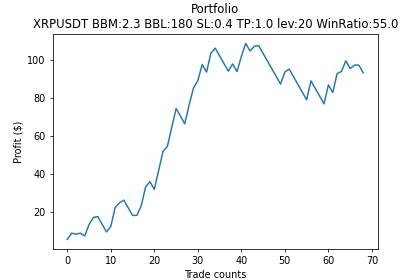 Portfolio
XRPUSDT BBM:2.3 BBL:180 SL:0.4 TP:1.0 lev:20 WinRatio:55.0
100
80
60
40
20
Profit ($)
0 10 20 30 40 50 60 70
Trade counts